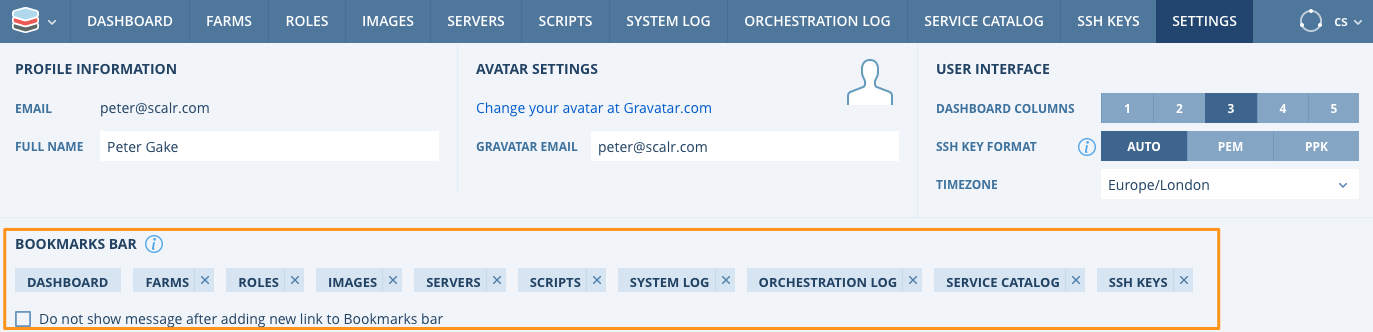 DASHBOARD FARMS ROLES IMAGES SERVERS SCRIPTS SYSTEM LOG ORCHESTRATION LOG SERVICE CATALOG SSH KEYS SETTINGS cs
PROFILE INFORMATION
EMAIL peter@scalr.com
FULL NAME Peter Gake
AVATAR SETTINGS
Change your avatar at Gravatar.com
GRAVATAR EMAIL peter@scalr.com
USER INTERFACE
DASHBOARD COLUMNS 1 2 3 4 5
SSH KEY FORMAT i AUTO PEM PPK
TIMEZONE Europe/London
BOOKMARKS BAR i
DASHBOARD FARMS × ROLES × IMAGES × SERVERS × SCRIPTS × SYSTEM LOG × ORCHESTRATION LOG × SERVICE CATALOG × SSH KEYS ×
Do not show message after adding new link to Bookmarks bar